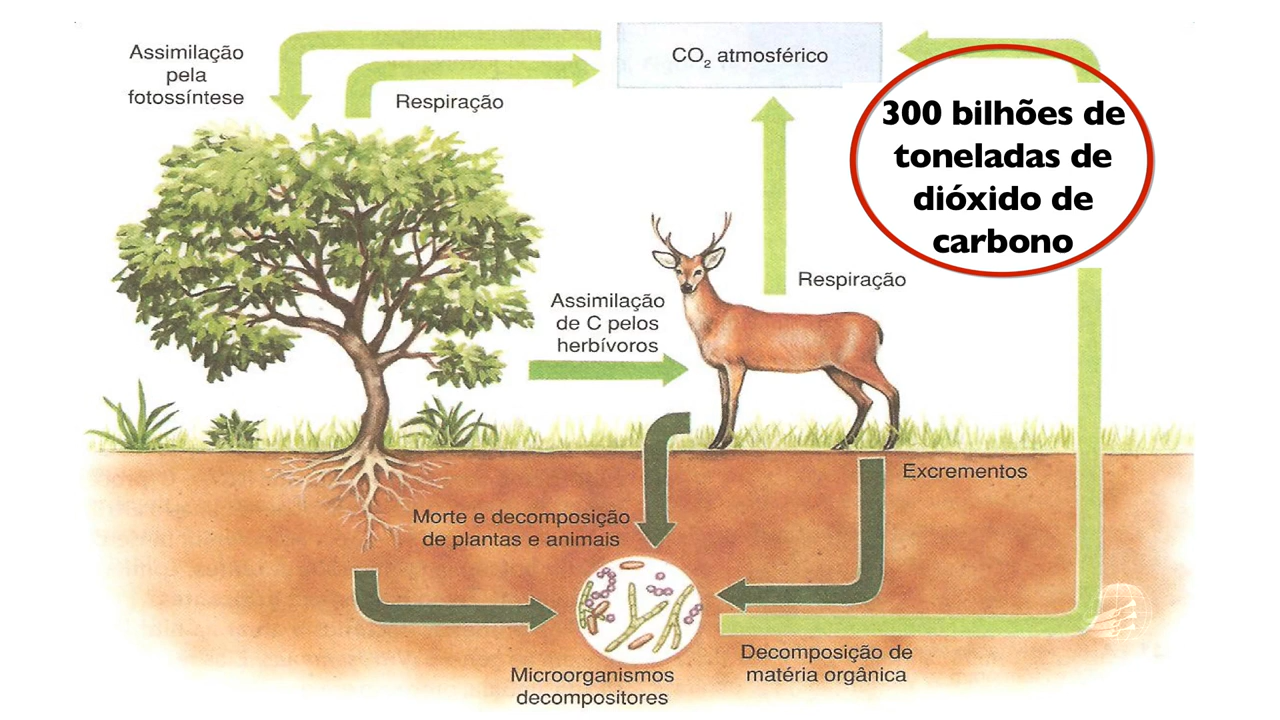 Assimilação
pela
fotossíntese
Respiração
CO₂ atmosférico
300 bilhões de
toneladas de
dióxido de
carbono
Respiração
Assimilação
de C pelos
herbívoros
Excrementos
Morte e decomposição
de plantas e animais
Decomposição de
matéria orgânica
Microorganismos
decompositores